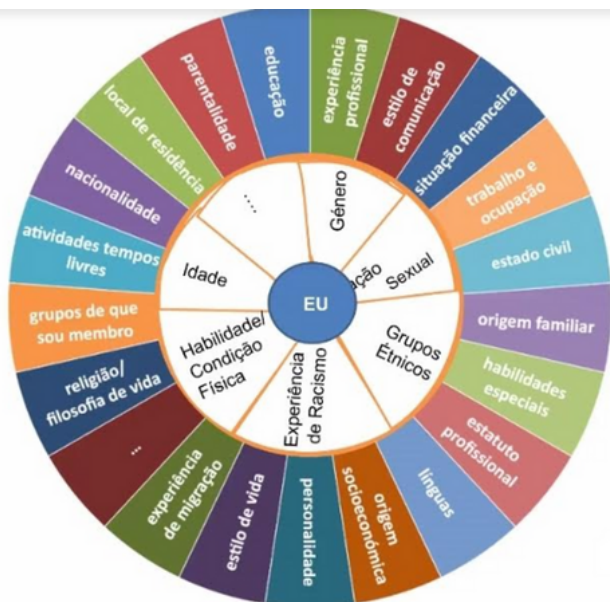 experiência
profissional
estilo de
comunicação
situação financeira
trabalho e
ocupação
estado civil
origem familiar
habilidades
especiais
estatuto
profissional
línguas
origem
socioeconómica
personalidade
estilo de vida
experiência
de migração
...
religião/
filosofia de vida
grupos de que
sou membro
atividades tempos
livres
nacionalidade
local de residência
parentalidade
educação
....
Género
ação
Sexual
Grupos
Étnicos
Experiência
de Racismo
Habilidade/
Condição
Física
Idade
EU